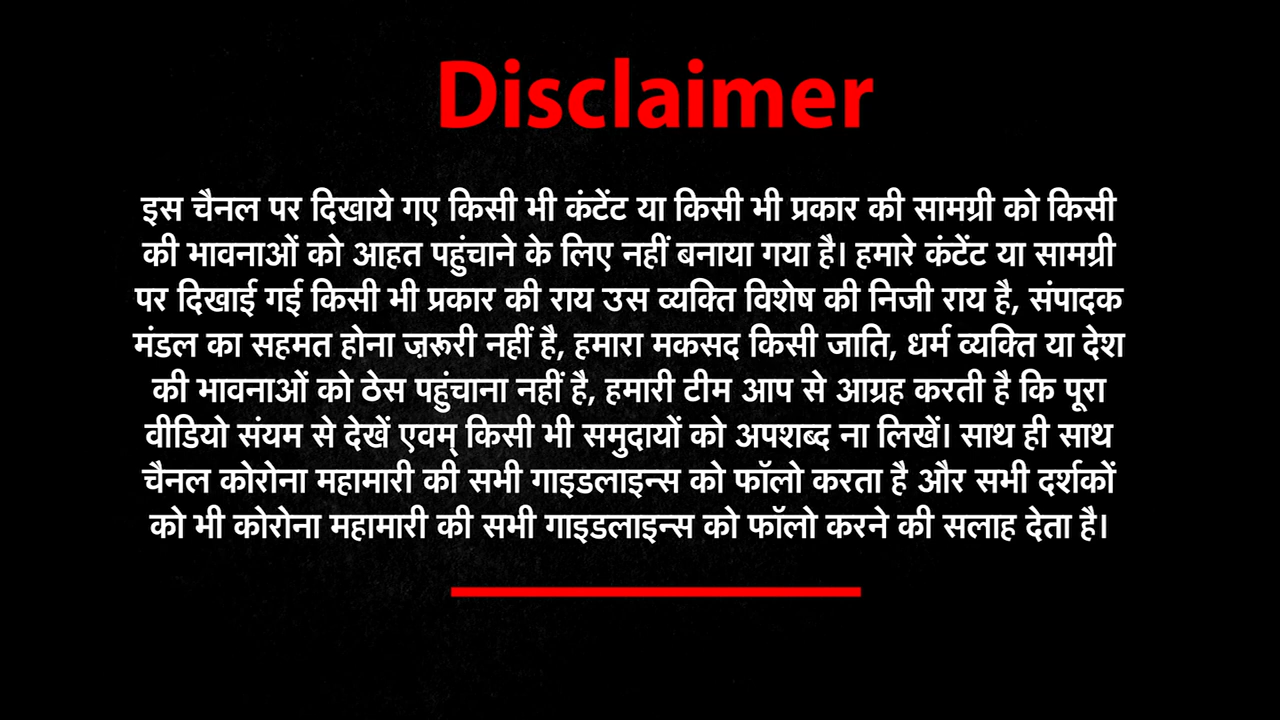 Disclaimer
इस चैनल पर दिखाये गए किसी भी कंटेंट या किसी भी प्रकार की सामग्री को किसी
की भावनाओं को आहत पहुंचाने के लिए नहीं बनाया गया है। हमारे कंटेंट या सामग्री
पर दिखाई गई किसी भी प्रकार की राय उस व्यक्ति विशेष की निजी राय है, संपादक
मंडल का सहमत होना ज़रूरी नहीं है, हमारा मकसद किसी जाति, धर्म व्यक्ति या देश
की भावनाओं को ठेस पहुंचाना नहीं है, हमारी टीम आप से आग्रह करती है कि पूरा
वीडियो संयम से देखें एवम् किसी भी समुदायों को अपशब्द ना लिखें। साथ ही साथ
चैनल कोरोना महामारी की सभी गाइडलाइन्स को फॉलो करता है और सभी दर्शकों
को भी कोरोना महामारी की सभी गाइडलाइन्स को फॉलो करने की सलाह देता है।